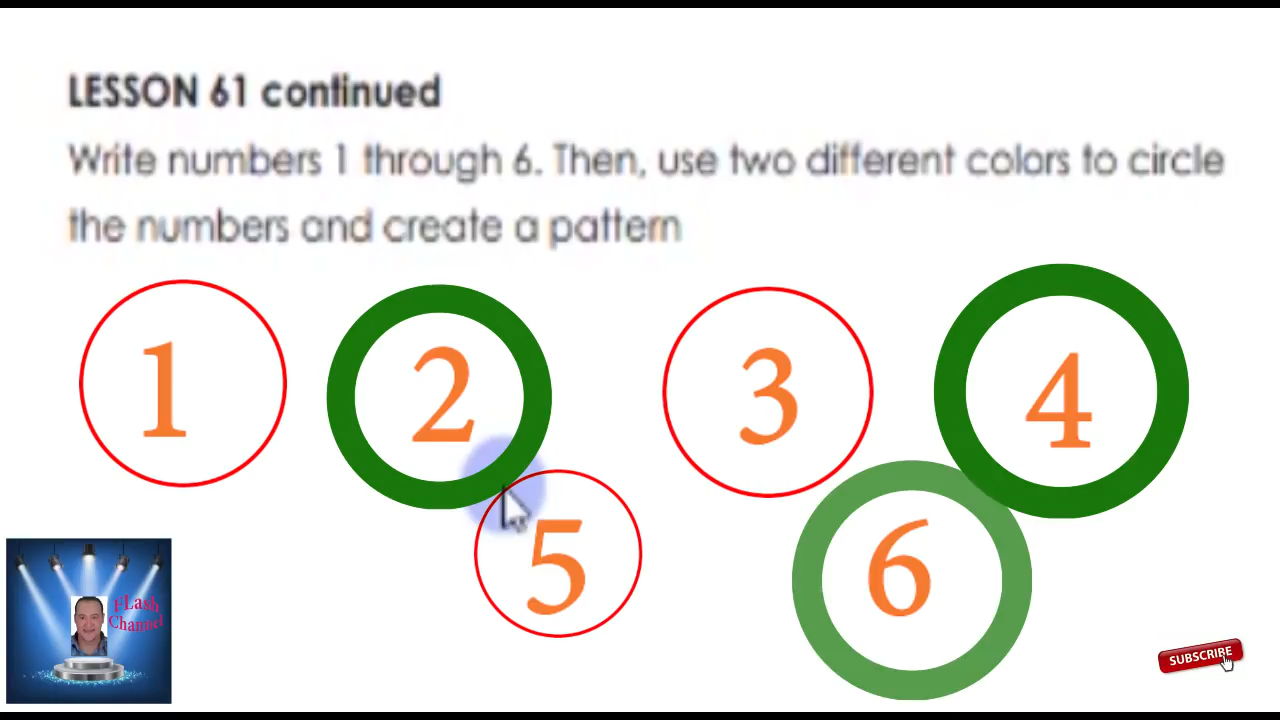 LESSON 61 continued
Write numbers 1 through 6. Then, use two different colors to circle
the numbers and create a pattern
1 2 3 4
5 6
FLash
Channel
SUBSCRIBE